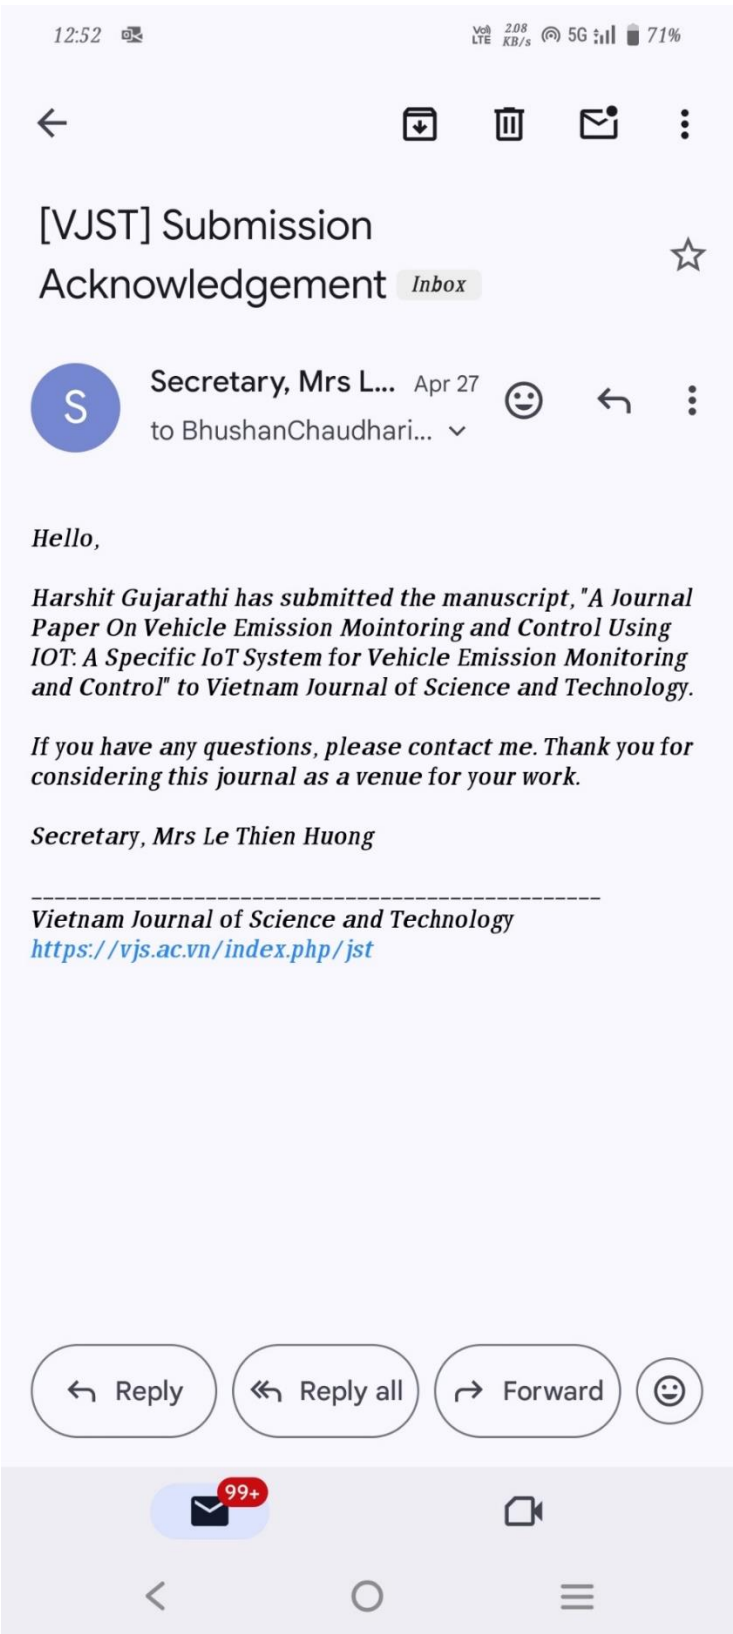 12:52
Vo) LTE 2.08 KB/s 5G 71%
[VJST] Submission
Acknowledgement Inbox
S
Secretary, Mrs L... Apr 27
to BhushanChaudhari...
Hello,
Harshit Gujarathi has submitted the manuscript, "A Journal
Paper On Vehicle Emission Mointoring and Control Using
IOT: A Specific IoT System for Vehicle Emission Monitoring
and Control" to Vietnam Journal of Science and Technology.
If you have any questions, please contact me. Thank you for
considering this journal as a venue for your work.
Secretary, Mrs Le Thien Huong
__________________________________________________
Vietnam Journal of Science and Technology
https://vjs.ac.vn/index.php/jst
Reply
Reply all
Forward
99+